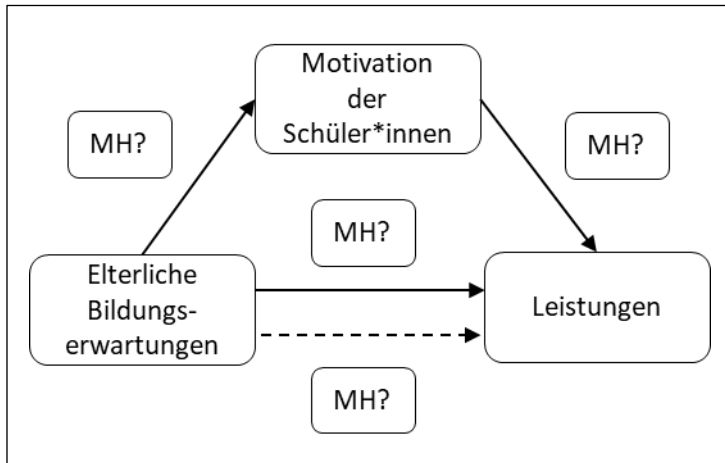 Motivation
der
Schüler*innen
MH?
MH?
MH?
Elterliche
Bildungs-
erwartungen
Leistungen
MH?